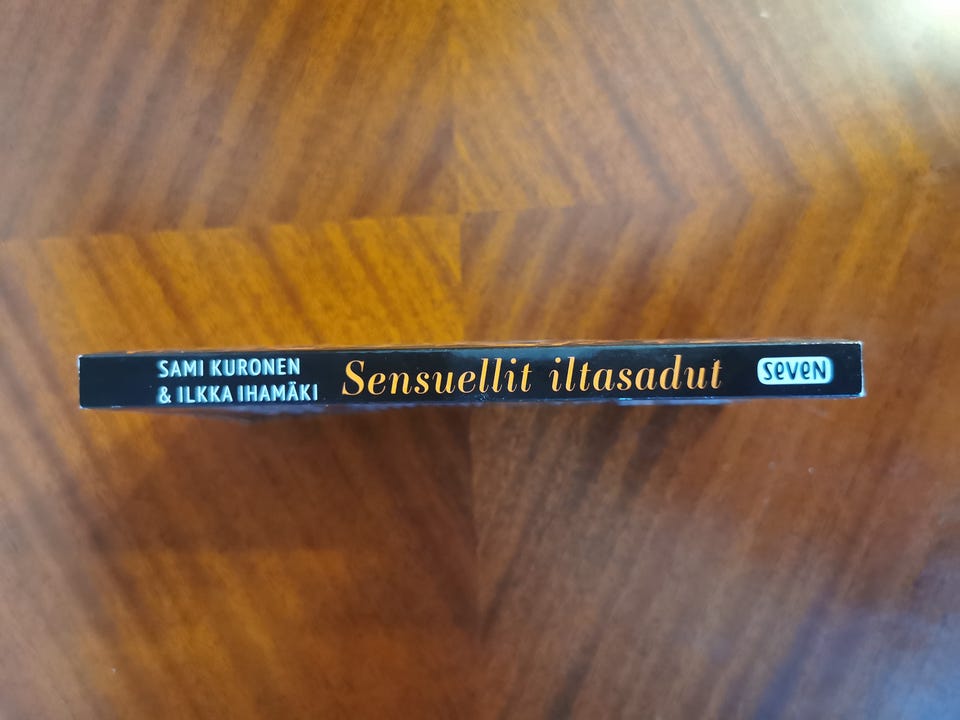 SAMI KURONEN
& ILKKA IHAMÄKI
Sensuellit iltasadut
seven